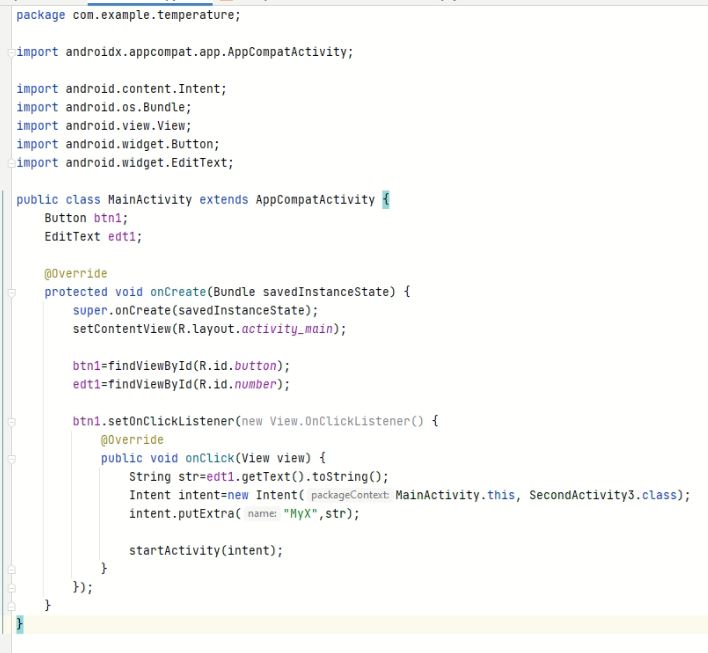 package com.example.temperature;
import androidx.appcompat.app.AppCompatActivity;
import android.content.Intent;
import android.os.Bundle;
import android.view.View;
import android.widget.Button;
import android.widget.EditText;
public class MainActivity extends AppCompatActivity {
Button btn1;
EditText edt1;
@Override
protected void onCreate(Bundle savedInstanceState) {
super.onCreate(savedInstanceState);
setContentView(R.layout.activity_main);
btn1=findViewById(R.id.button);
edt1=findViewById(R.id.number);
btn1.setOnClickListener(new View.OnClickListener() {
@Override
public void onClick(View view) {
String str=edt1.getText().toString();
Intent intent=new Intent( packageContext: MainActivity.this, SecondActivity3.class);
intent.putExtra( name: "MyX",str);
startActivity(intent);
}
});
}
}